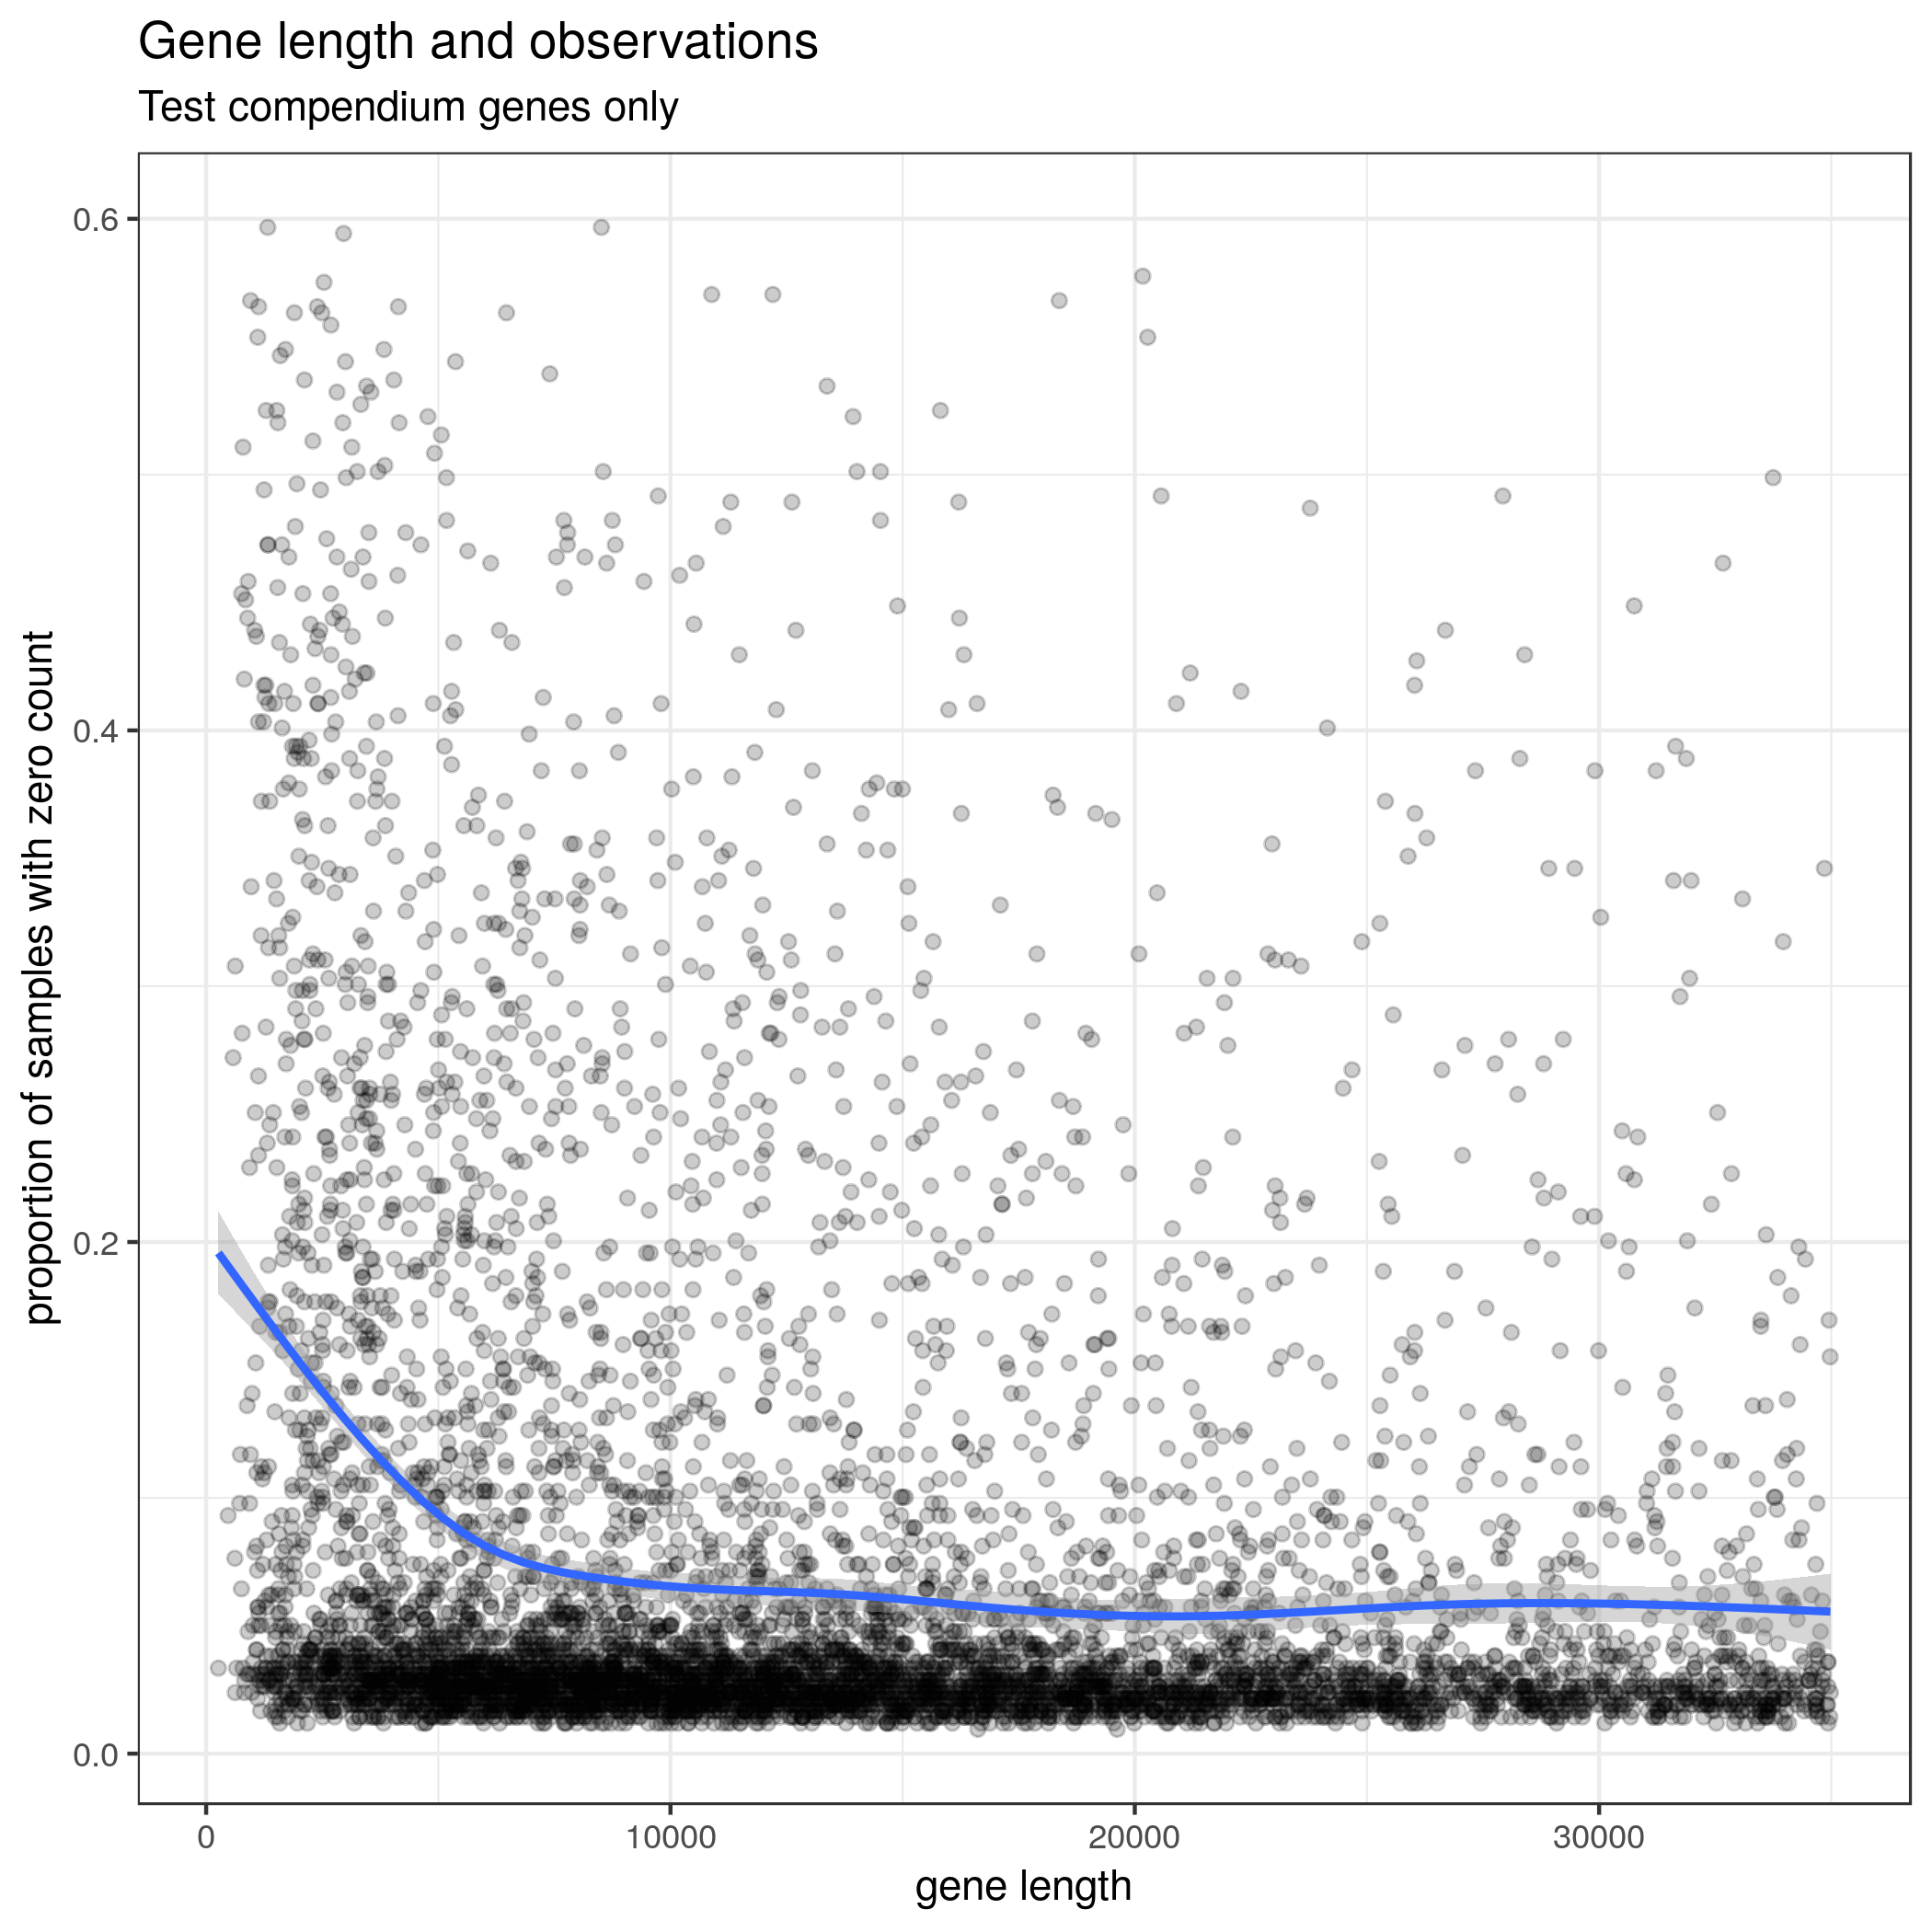 Gene length and observations
Test compendium genes only
proportion of samples with zero count
0.6
0.4
0.2
0.0
0
10000
20000
30000
gene length